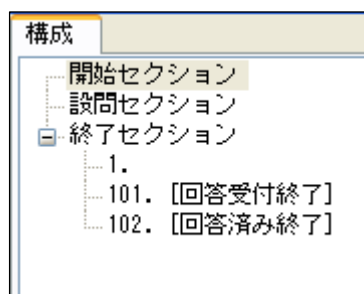 構成
開始セクション
設問セクション
終了セクション
1.
101. [回答受付終了]
102. [回答済み終了]